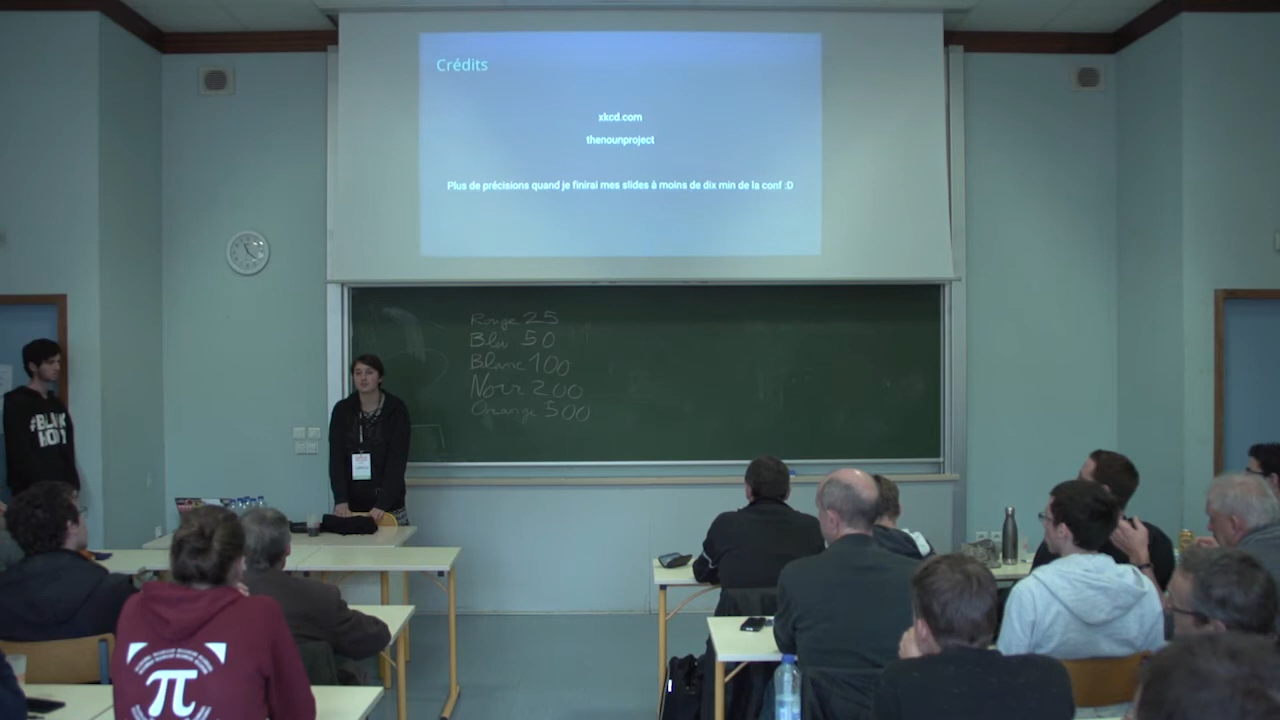 Crédits
xkcd.com
thenounproject
Plus de précisions quand je finirai mes slides à moins de dix min de la conf :D
Rouge 25
Bleu 50
Blanc 100
Noir 200
Orange 500
π